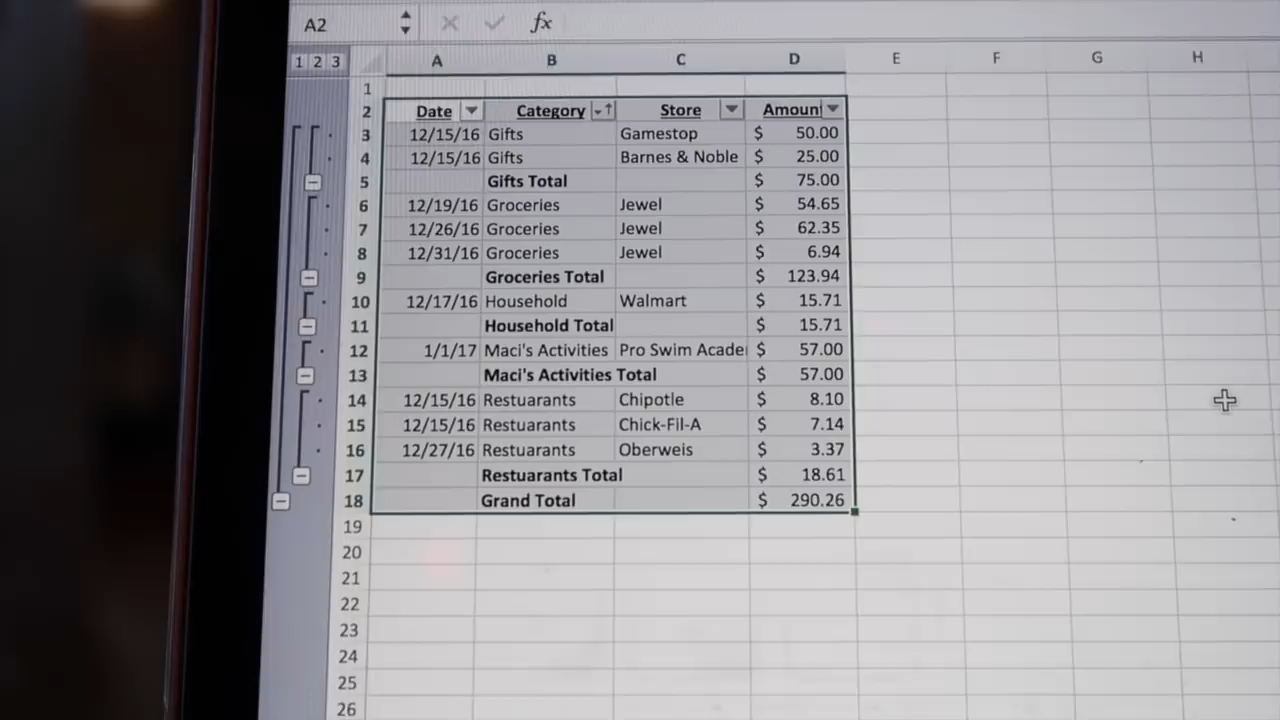 A2 fx
1 2 3 A B C D E F G H
1
2 Date Category Store Amoun
3 12/15/16 Gifts Gamestop $ 50.00
4 12/15/16 Gifts Barnes & Noble $ 25.00
5 Gifts Total $ 75.00
6 12/19/16 Groceries Jewel $ 54.65
7 12/26/16 Groceries Jewel $ 62.35
8 12/31/16 Groceries Jewel $ 6.94
9 Groceries Total $ 123.94
10 12/17/16 Household Walmart $ 15.71
11 Household Total $ 15.71
12 1/1/17 Maci's Activities Pro Swim Acade $ 57.00
13 Maci's Activities Total $ 57.00
14 12/15/16 Restuarants Chipotle $ 8.10
15 12/15/16 Restuarants Chick-Fil-A $ 7.14
16 12/27/16 Restuarants Oberweis $ 3.37
17 Restuarants Total $ 18.61
18 Grand Total $ 290.26
19
20
21
22
23
24
25
26